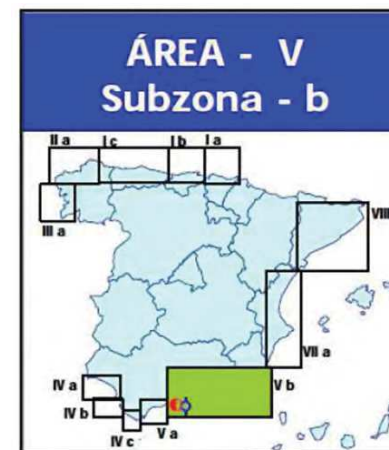 ÁREA - V
Subzona - b
II a
I c
I b
I a
III a
VIII
VII a
IV a
IV b
IV c
V a
V b